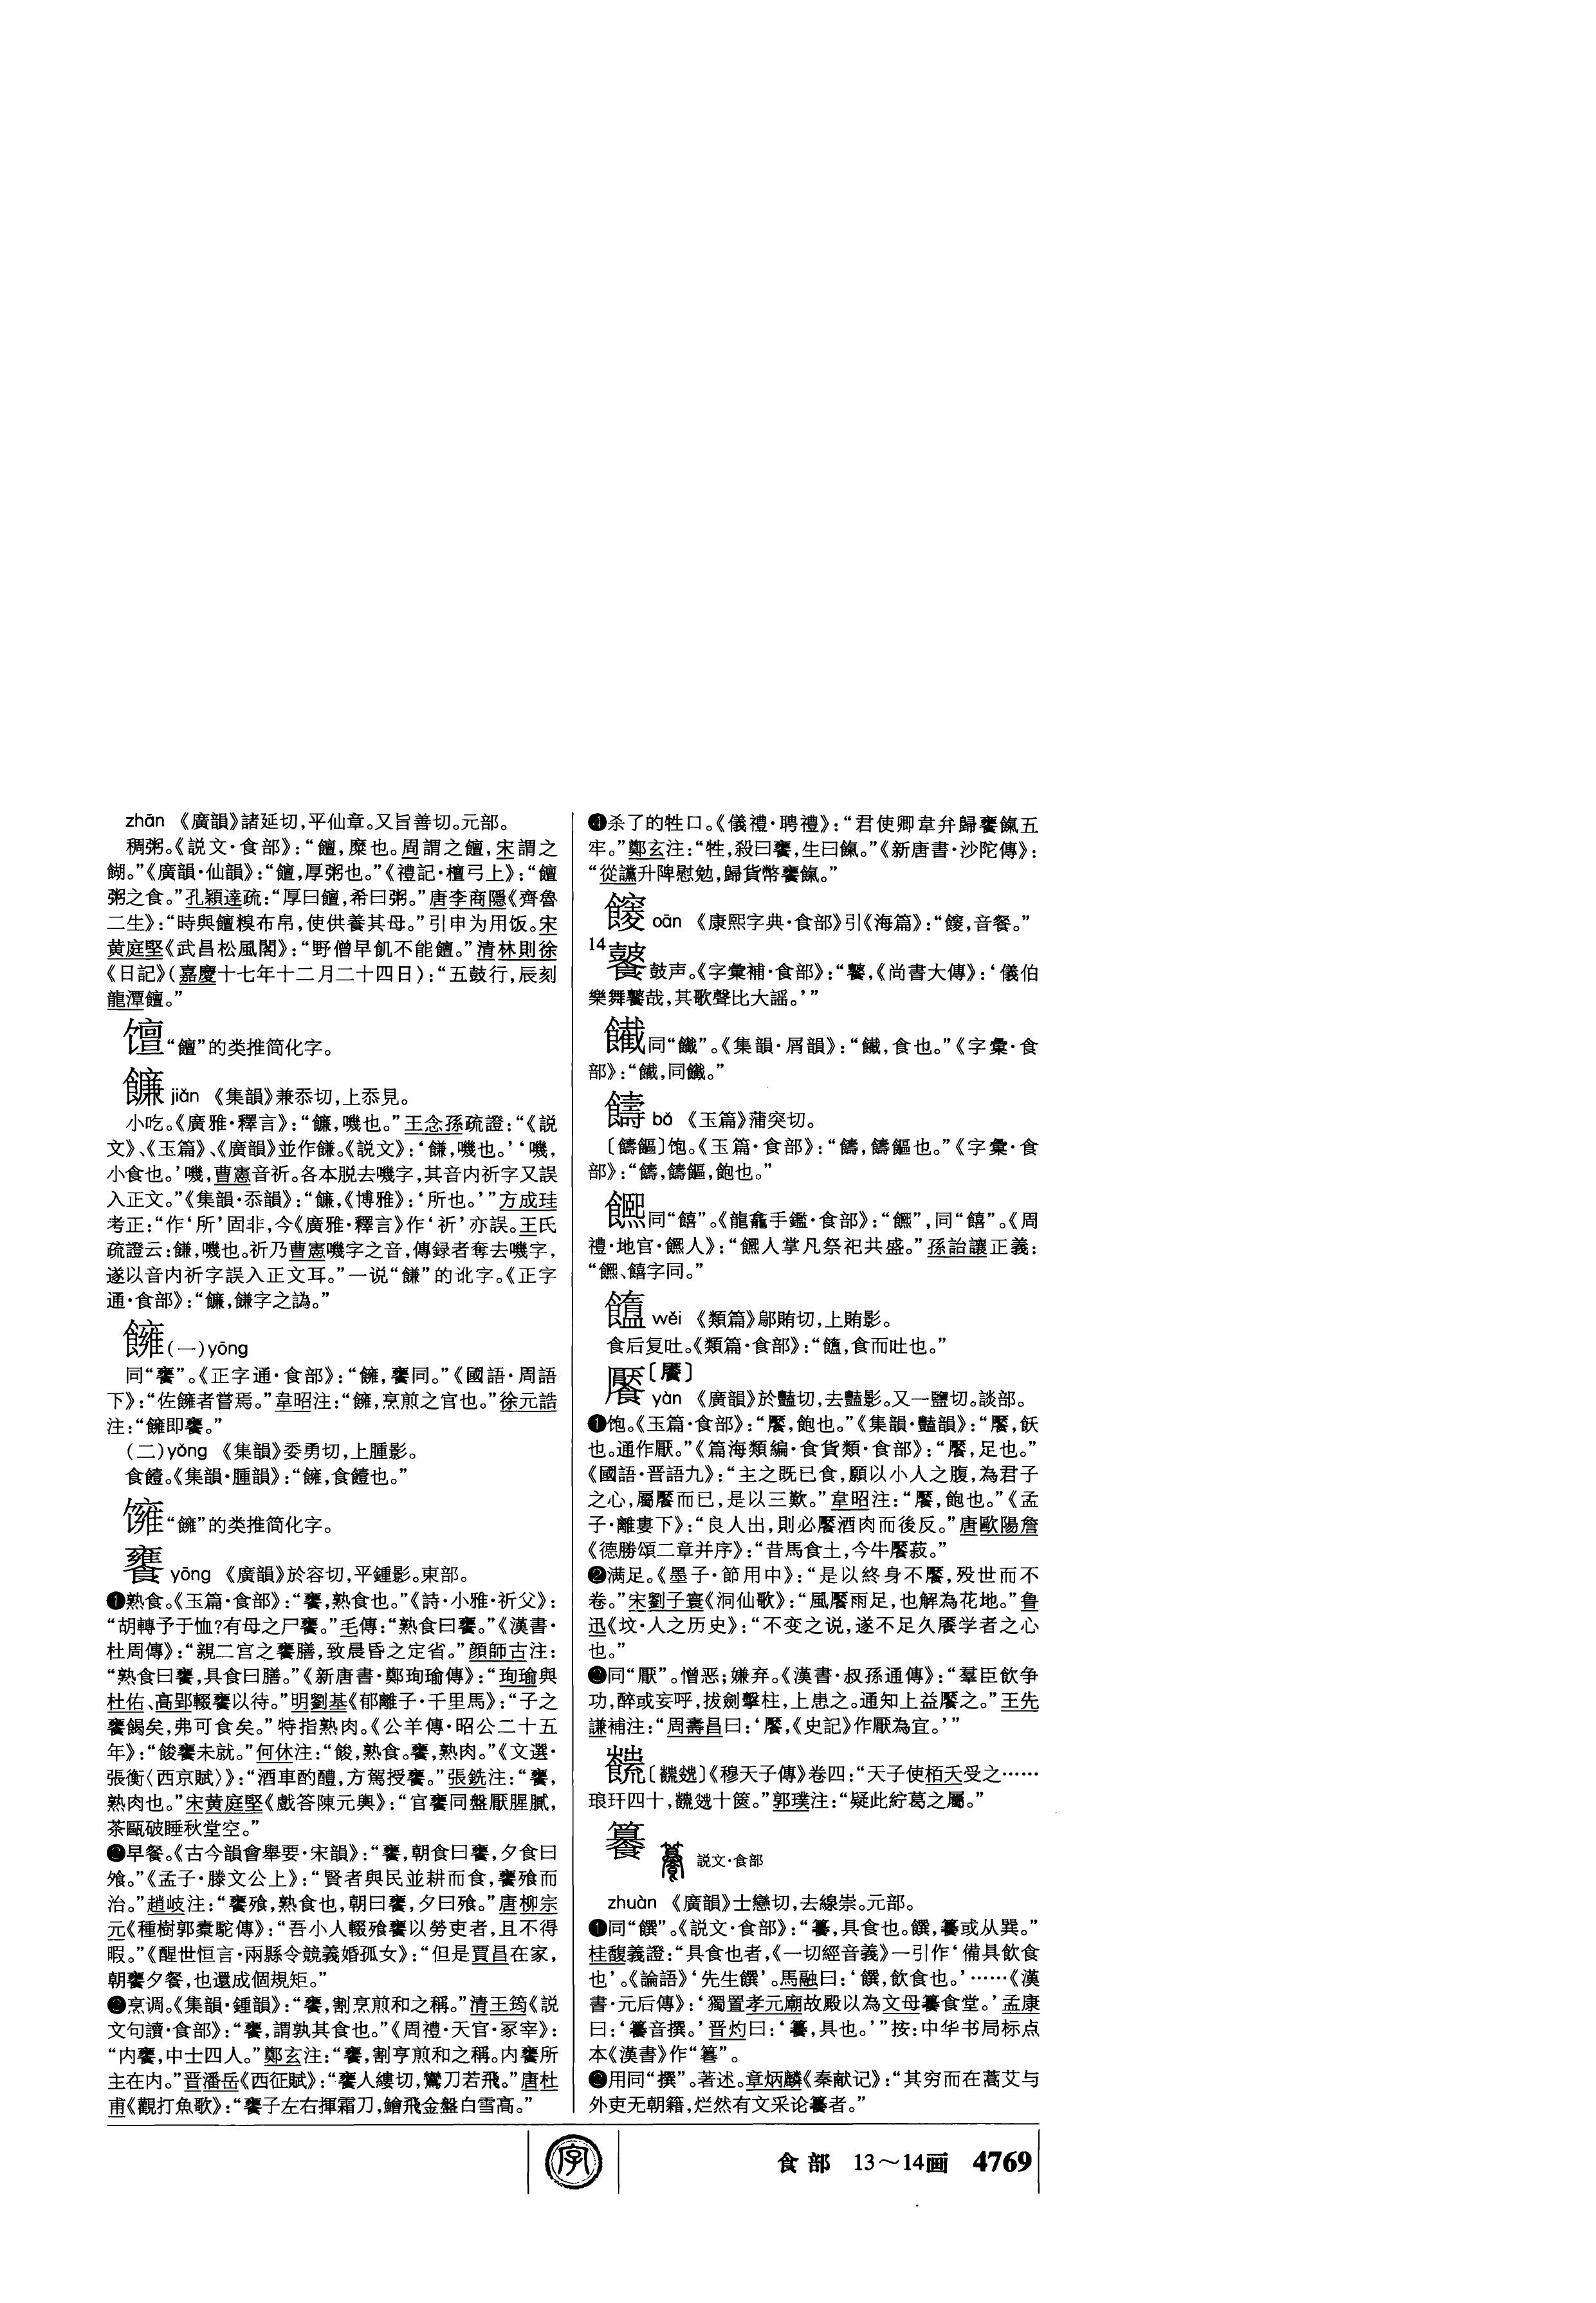 zhān 《廣韻》諸延切,平仙章。又旨善切。元部。
稠粥。《説文·食部》:“饘,糜也。周謂之饘,宋謂之
餬。”《廣韻·仙韻》:“饘,厚粥也。”《禮記·檀弓上》:“饘
粥之食。”孔穎達疏:“厚曰饘,希曰粥。”唐李商隱《齊魯
二生》:“時與饘糗布帛,使供養其母。”引申为用饭。宋
黄庭堅《武昌松風閣》:“野僧早飢不能饘。”清林則徐
《日記》(嘉慶十七年十二月二十四日):“五鼓行,辰刻
龍潭饘。”
𫗴“饘”的类推简化字。
䭑 jiǎn 《集韻》兼忝切,上忝見。
小吃。《廣雅·釋言》:“䭑,嘰也。”王念孫疏證:“《説
文》、《玉篇》、《廣韻》並作鎌。《説文》:‘鎌,嘰也。’‘嘰,
小食也。’嘰,曹憲音祈。各本脱去嘰字,其音内祈字又誤
入正文。”《集韻·忝韻》:“䭑,《博雅》:‘所也。’”方成珪
考正:“作‘所’固非,今《廣雅·釋言》作‘祈’亦誤。王氏
疏證云:𩜃,嘰也。祈乃曹憲嘰字之音,傳録者奪去嘰字,
遂以音内祈字誤入正文耳。”一说“𩜃”的讹字。《正字
通·食部》:“䭑,𩜃字之譌。”
(一)yōng
同“饔”。《正字通·食部》:“饔同。”《國語·周語
下》:“佐者嘗焉。”韋昭注:“烹煎之官也。”徐元誥
注:“即饔。”
(二)yǒng 《集韻》委勇切,上腫影。
食饐。《集韻·腫韻》:“食饐也。”
的类推简化字。
饔 yōng 《廣韻》於容切,平鍾影。東部。
❶熟食。《玉篇·食部》:“饔,熟食也。”《詩·小雅·祈父》:
“胡轉予于恤?有母之尸饔。”毛傳:“熟食曰饔。”《漢書·
杜周傳》:“親二宫之饔膳,致晨昏之定省。”顔師古注:
“熟食曰饔,具食曰膳。”《新唐書·鄭珣瑜傳》:“珣瑜與
杜佑、高郢輟饔以待。”明劉基《郁離子·千里馬》:“子之
饔餲矣,弗可食矣。”特指熟肉。《公羊傳·昭公二十五
年》:“餕饔未就。”何休注:“餕,熟食。饔,熟肉。”《文選·
張衡〈西京賦〉》:“酒車酌醴,方駕授饔。”張銑注:“饔,
熟肉也。”宋黄庭堅《戲答陳元輿》:“官饔同盤厭腥膩,
茶甌破睡秋堂空。”
❷早餐。《古今韻會舉要·宋韻》:“饔,朝食曰饔,夕食曰
飧。”《孟子·滕文公上》:“賢者與民並耕而食,饔飧而
治。”趙岐注:“饔飧,熟食也,朝曰饔,夕曰飧。”唐柳宗
元《種樹郭橐駝傳》:“吾小人輟飧饔以勞吏者,且不得
暇。”《醒世恒言·兩縣令競義婚孤女》:“但是賈昌在家,
朝饔夕餐,也還成個規矩。”
❸烹调。《集韻·鍾韻》:“饔,割烹煎和之稱。”清王筠《説
文句讀·食部》:“饔,謂孰其食也。”《周禮·天官·冢宰》:
“内饔,中士四人。”鄭玄注:“饔,割亨煎和之稱。内饔所
主在内。”晋潘岳《西征賦》:“饔人縷切,鸞刀若飛。”唐杜
甫《觀打魚歌》:“饔子左右揮霜刀,鱠飛金盤白雪高。”
❹杀了的牲口。《儀禮·聘禮》:“君使卿韋弁歸饔餼五
牢。”鄭玄注:“牲,殺曰饔,生曰餼。”《新唐書·沙陀傳》:
“從讜升陴慰勉,歸貨幣饔餼。”
oān 《康熙字典·食部》引《海篇》:“音餐。”
14
鼓声。《字彙補·食部》:“《尚書大傳》:‘儀伯
樂舞哉,其歌聲比大謡。’”
同“”。《集韻·屑韻》:“食也。”《字彙·食
部》:“同”
bǒ 《玉篇》蒲突切。
〔〕饱。《玉篇·食部》:“也。”《字彙·食
部》:“飽也。”
同“饎”。《龍龕手鑑·食部》:“”,同“饎”。《周
禮·地官·人》:“人掌凡祭祀共盛。”孫詒讓正義:
“饎字同。”
wěi 《類篇》鄔賄切,上賄影。
食后复吐。《類篇·食部》:“食而吐也。”
饜〔𩞛〕 yàn 《廣韻》於豔切,去豔影。又一鹽切。談部。
❶饱。《玉篇·食部》:“饜,飽也。”《集韻·豔韻》:“饜,飫
也。通作厭。”《篇海類編·食貨類·食部》:“饜,足也。”
《國語·晋語九》:“主之既已食,願以小人之腹,為君子
之心,屬饜而已,是以三歎。”韋昭注:“饜,飽也。”《孟
子·離婁下》:“良人出,則必饜酒肉而後反。”唐歐陽詹
《德勝頌二章并序》:“昔馬食土,今牛饜菽。”
❷满足。《墨子·節用中》:“是以終身不饜,殁世而不
卷。”宋劉子寰《洞仙歌》:“風饜雨足,也解為花地。”鲁
迅《坟·人之历史》:“不变之说,遂不足久餍学者之心
也。”
❸同“厭”。憎恶;嫌弃。《漢書·叔孫通傳》:“羣臣飲争
功,醉或妄呼,拔劍擊柱,上患之。通知上益饜之。”王先
謙補注:“周壽昌曰:‘饜,《史記》作厭為宜。’”
《穆天子傳》卷四:“天子使栢夭受之……
琅玕四十,十篋。”郭璞注:“疑此紵葛之屬。”
籑 説文·食部
zhuàn 《廣韻》士戀切,去線崇。元部。
❶同“饌”。《説文·食部》:“籑,具食也。饌,籑或从巽。”
桂馥義證:“具食也者,《一切經音義》一引作‘備具飲食
也’。《論語》‘先生饌’。馬融曰:‘饌,飲食也。’……《漢
書·元后傳》:‘獨置孝元廟故殿以為文母籑食堂。’孟康
曰:‘籑音撰。’晋灼曰:‘籑,具也。’”按:中华书局标点
本《漢書》作“篹”。
❷用同“撰”。著述。章炳麟《秦献记》:“其穷而在蒿艾与
外吏无朝籍,烂然有文采论籑者。”
字
食部 13～14画 4769